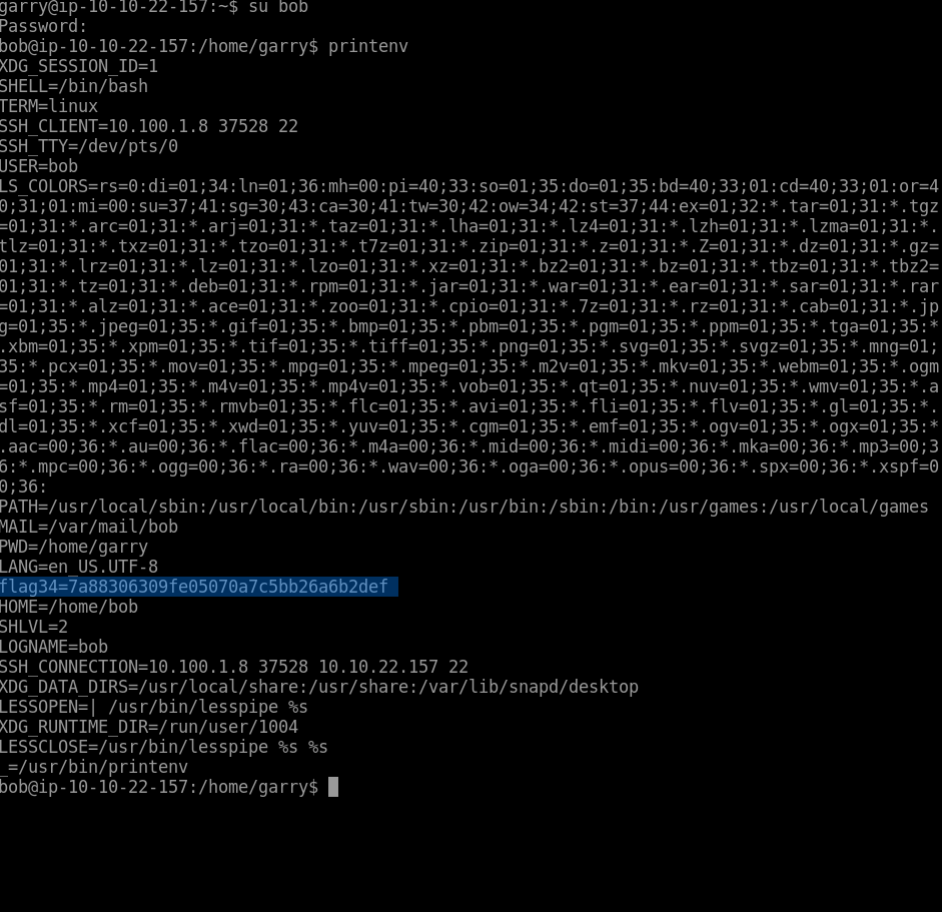 garry@ip-10-10-22-157:~$ su bob
Password:
bob@ip-10-10-22-157:/home/garry$ printenv
XDG_SESSION_ID=1
SHELL=/bin/bash
TERM=linux
SSH_CLIENT=10.100.1.8 37528 22
SSH_TTY=/dev/pts/0
USER=bob
LS_COLORS=rs=0:di=01;34:ln=01;36:mh=00:pi=40;33:so=01;35:do=01;35:bd=40;33;01:cd=40;33;01:or=4
0;31;01:mi=00:su=37;41:sg=30;43:ca=30;41:tw=30;42:ow=34;42:st=37;44:ex=01;32:*.tar=01;31:*.tgz
=01;31:*.arc=01;31:*.arj=01;31:*.taz=01;31:*.lha=01;31:*.lz4=01;31:*.lzh=01;31:*.lzma=01;31:*.
tlz=01;31:*.txz=01;31:*.tzo=01;31:*.t7z=01;31:*.zip=01;31:*.z=01;31:*.Z=01;31:*.dz=01;31:*.gz=
01;31:*.lrz=01;31:*.lz=01;31:*.lzo=01;31:*.xz=01;31:*.bz2=01;31:*.bz=01;31:*.tbz=01;31:*.tbz2=
01;31:*.tz=01;31:*.deb=01;31:*.rpm=01;31:*.jar=01;31:*.war=01;31:*.ear=01;31:*.sar=01;31:*.rar
=01;31:*.alz=01;31:*.ace=01;31:*.zoo=01;31:*.cpio=01;31:*.7z=01;31:*.rz=01;31:*.cab=01;31:*.jp
g=01;35:*.jpeg=01;35:*.gif=01;35:*.bmp=01;35:*.pbm=01;35:*.pgm=01;35:*.ppm=01;35:*.tga=01;35:*
.xbm=01;35:*.xpm=01;35:*.tif=01;35:*.tiff=01;35:*.png=01;35:*.svg=01;35:*.svgz=01;35:*.mng=01;
35:*.pcx=01;35:*.mov=01;35:*.mpg=01;35:*.mpeg=01;35:*.m2v=01;35:*.mkv=01;35:*.webm=01;35:*.ogm
=01;35:*.mp4=01;35:*.m4v=01;35:*.mp4v=01;35:*.vob=01;35:*.qt=01;35:*.nuv=01;35:*.wmv=01;35:*.a
sf=01;35:*.rm=01;35:*.rmvb=01;35:*.flc=01;35:*.avi=01;35:*.fli=01;35:*.flv=01;35:*.gl=01;35:*.
dl=01;35:*.xcf=01;35:*.xwd=01;35:*.yuv=01;35:*.cgm=01;35:*.emf=01;35:*.ogv=01;35:*.ogx=01;35:*
.aac=00;36:*.au=00;36:*.flac=00;36:*.m4a=00;36:*.mid=00;36:*.midi=00;36:*.mka=00;36:*.mp3=00;3
6:*.mpc=00;36:*.ogg=00;36:*.ra=00;36:*.wav=00;36:*.oga=00;36:*.opus=00;36:*.spx=00;36:*.xspf=0
0;36:
PATH=/usr/local/sbin:/usr/local/bin:/usr/sbin:/usr/bin:/sbin:/bin:/usr/games:/usr/local/games
MAIL=/var/mail/bob
PWD=/home/garry
LANG=en_US.UTF-8
flag34=7a88306309fe05070a7c5bb26a6b2def
HOME=/home/bob
SHLVL=2
LOGNAME=bob
SSH_CONNECTION=10.100.1.8 37528 10.10.22.157 22
XDG_DATA_DIRS=/usr/local/share:/usr/share:/var/lib/snapd/desktop
LESSOPEN=| /usr/bin/lesspipe %s
XDG_RUNTIME_DIR=/run/user/1004
LESSCLOSE=/usr/bin/lesspipe %s %s
_=/usr/bin/printenv
bob@ip-10-10-22-157:/home/garry$